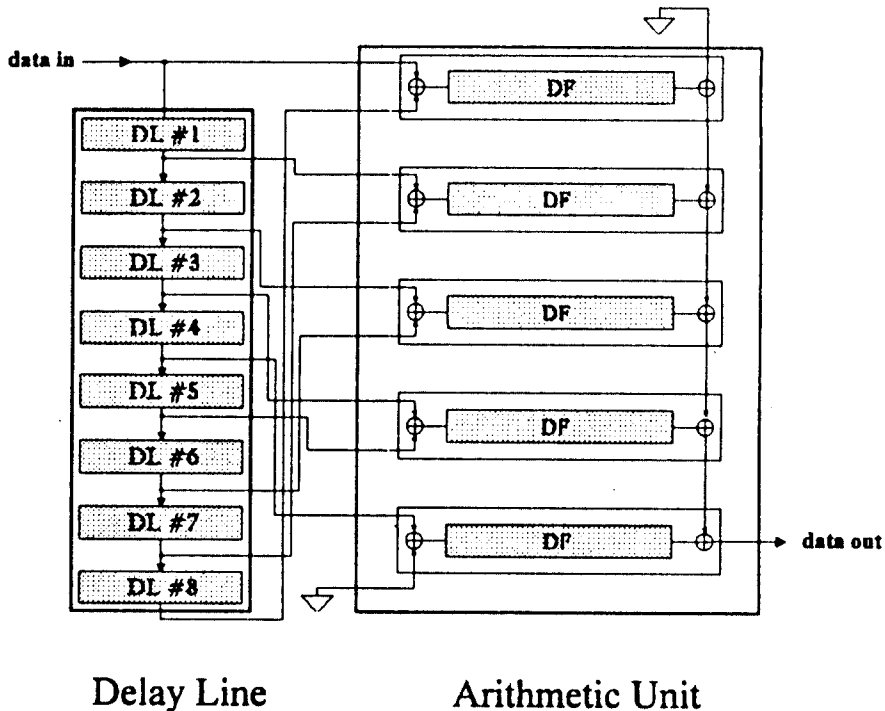 data in
DL #1
DL #2
DL #3
DL #4
DL #5
DL #6
DL #7
DL #8
DF
DF
DF
DF
DF
data out
Delay Line
Arithmetic Unit